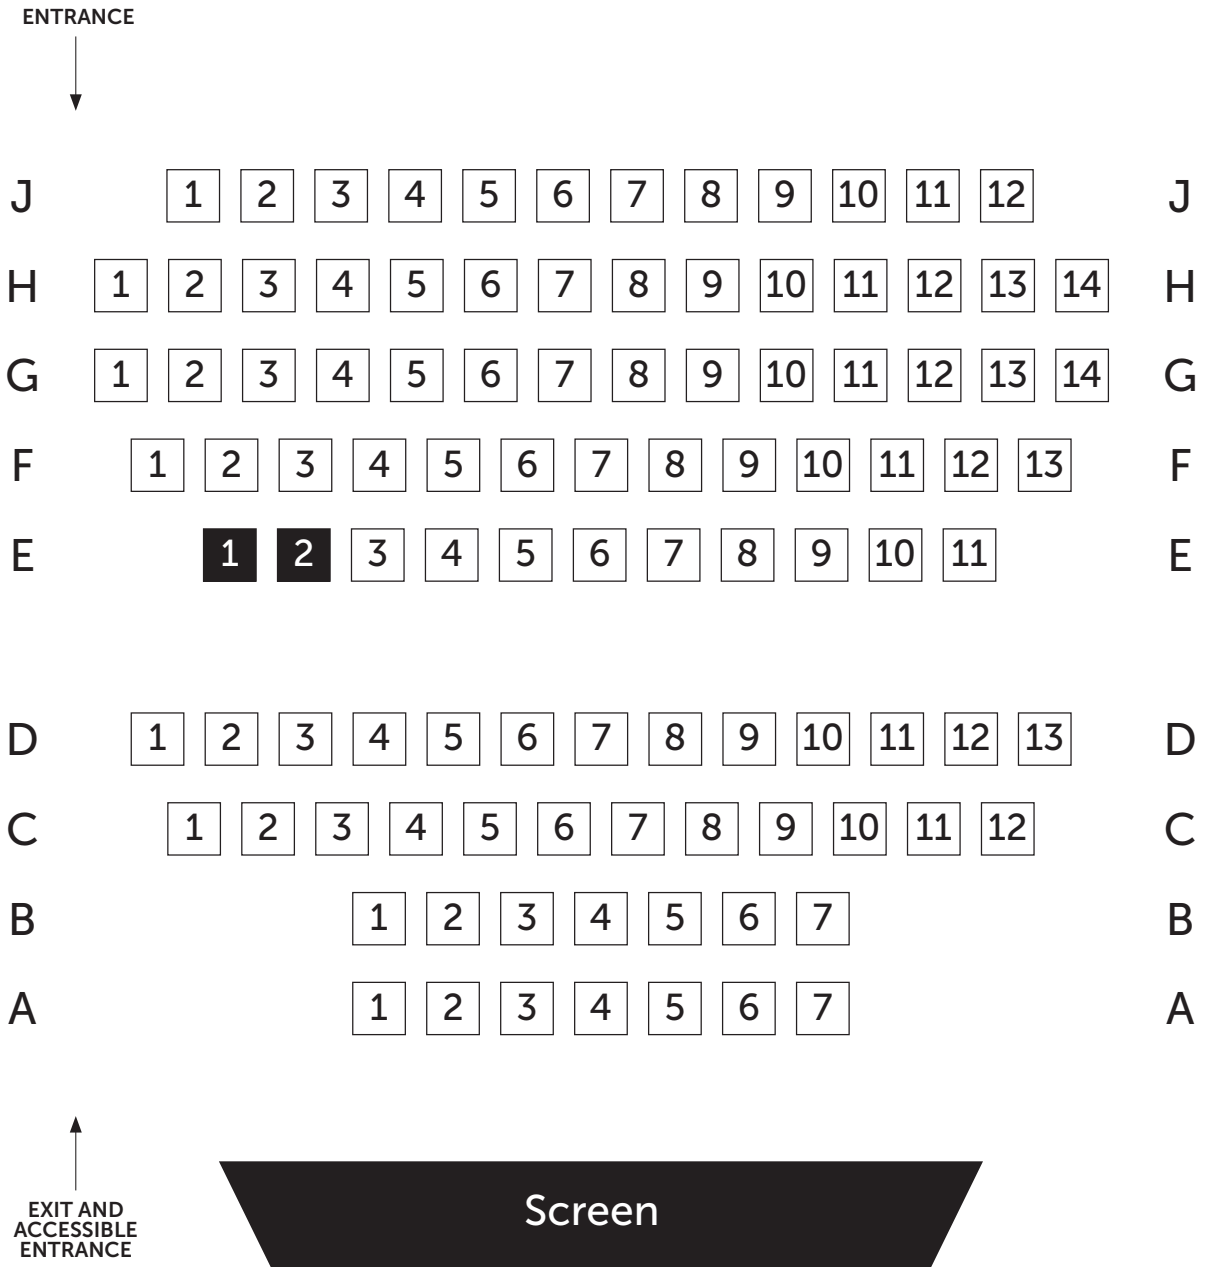 ENTRANCE
J 1 2 3 4 5 6 7 8 9 10 11 12 J
H 1 2 3 4 5 6 7 8 9 10 11 12 13 14 H
G 1 2 3 4 5 6 7 8 9 10 11 12 13 14 G
F 1 2 3 4 5 6 7 8 9 10 11 12 13 F
E 1 2 3 4 5 6 7 8 9 10 11 E
D 1 2 3 4 5 6 7 8 9 10 11 12 13 D
C 1 2 3 4 5 6 7 8 9 10 11 12 C
B 1 2 3 4 5 6 7 B
A 1 2 3 4 5 6 7 A
EXIT AND
ACCESSIBLE
ENTRANCE
Screen